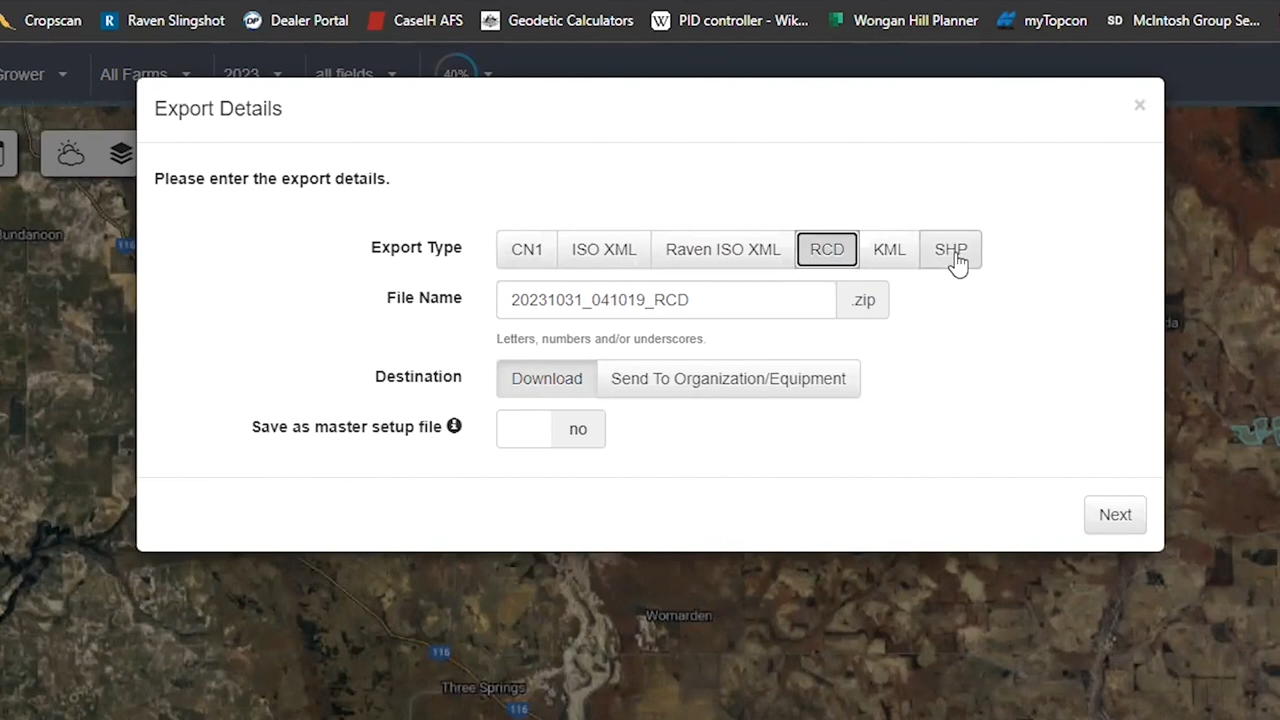 Cropscan Raven Slingshot Dealer Portal CaseIH AFS Geodetic Calculators W PID controller - Wik... Wongan Hill Planner myTopcon SD McIntosh Group Se...
Grower All Farms 2023 all fields 40%
Export Details ×
Please enter the export details.
Export Type CN1 ISO XML Raven ISO XML RCD KML SHP
File Name 20231031_041019_RCD .zip
Letters, numbers and/or underscores.
Destination Download Send To Organization/Equipment
Save as master setup file no
Next
Bundanoon
116
Womarden
116
Three Springs
116